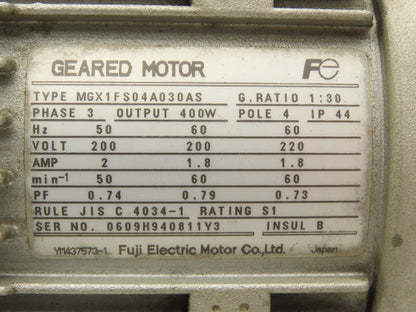 GEARED MOTOR Fe
TYPE MGX1FS04A030AS G.RATIO 1:30
PHASE 3 OUTPUT 400W POLE 4 IP 44
Hz 50 60 60
VOLT 200 200 220
AMP 2 1.8 1.8
min-1 50 60 60
PF 0.74 0.79 0.73
RULE JIS C 4034-1 RATING S1
SER NO. 0609H940811Y3 INSUL B
YM437573-1 Fuji Electric Motor Co.,Ltd. Japan